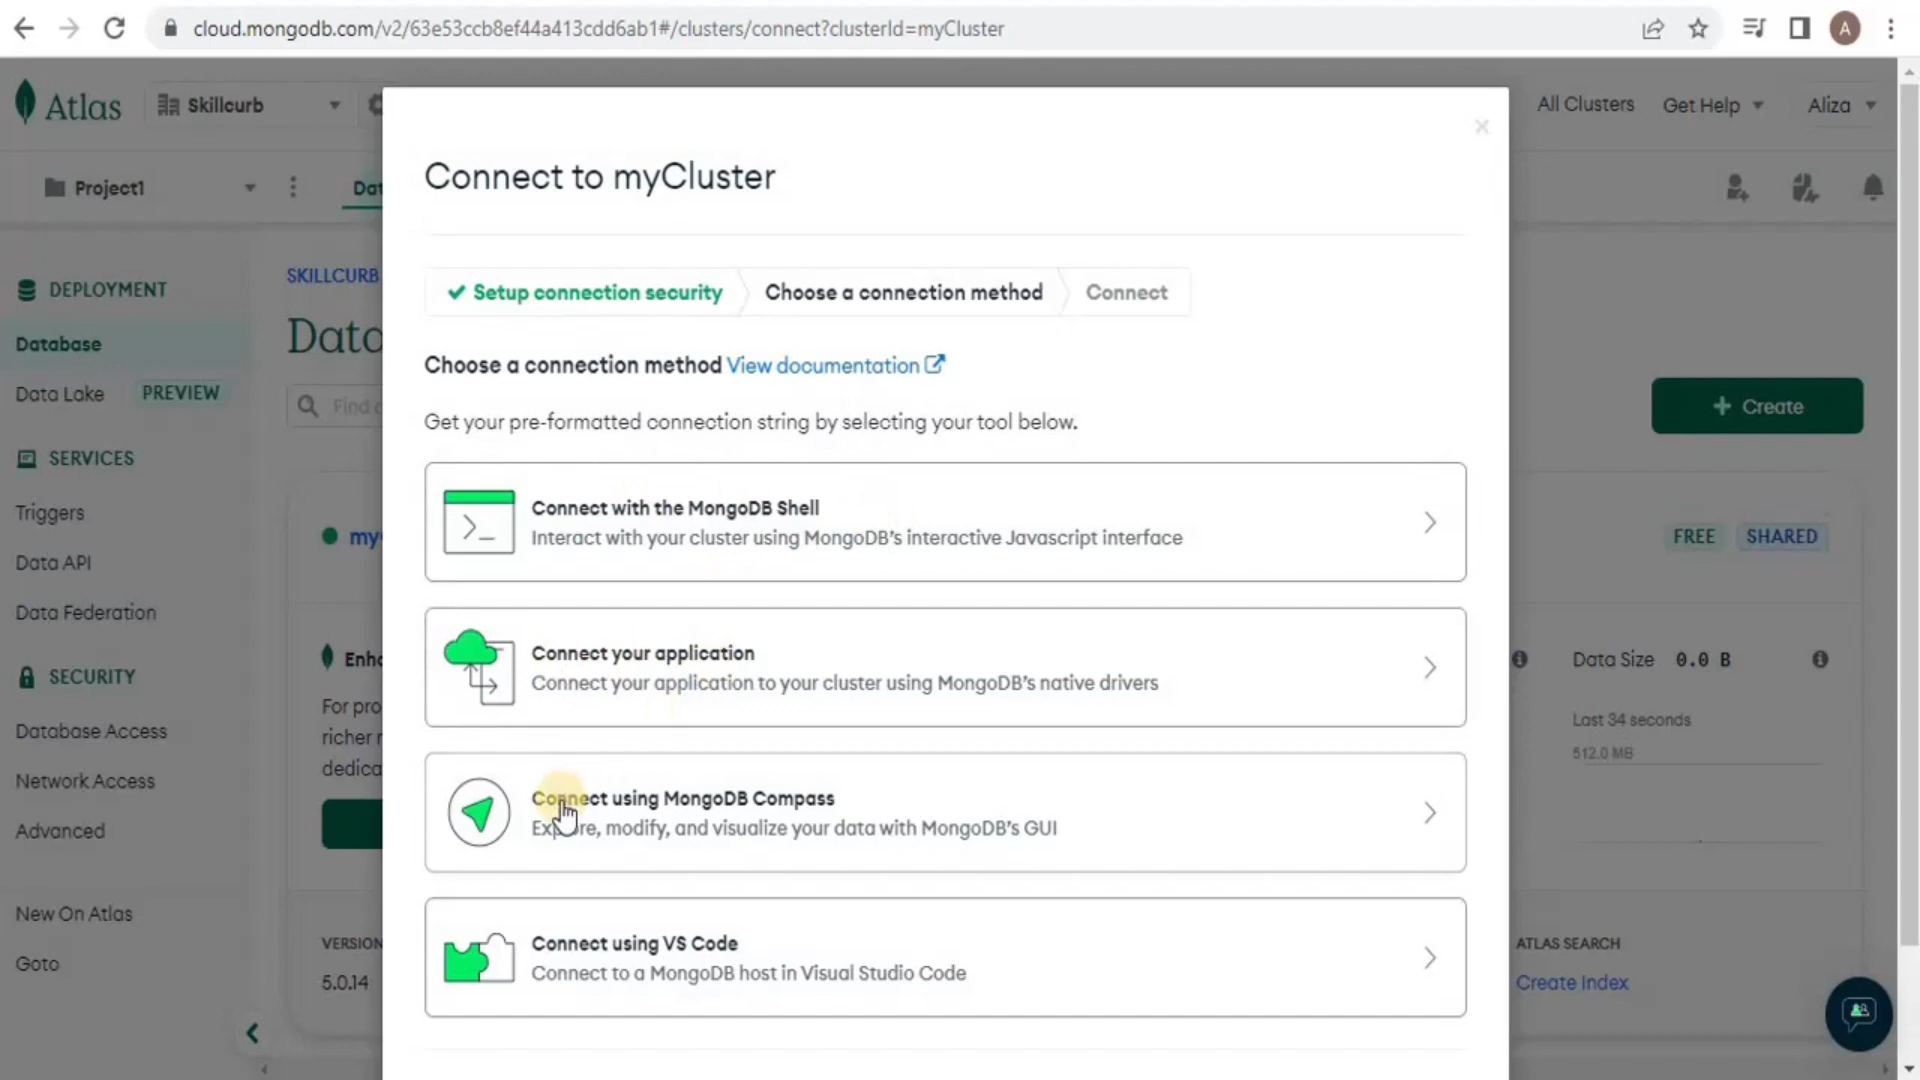 cloud.mongodb.com/v2/63e53ccb8ef44a413cdd6ab1#/clusters/connect?clusterId=myCluster
A
Atlas
Skillcurb
All Clusters
Get Help
Aliza
Project1
Dat
Connect to myCluster
Setup connection security
Choose a connection method
Connect
DEPLOYMENT
Database
Data Lake PREVIEW
SERVICES
Triggers
Data API
Data Federation
SECURITY
Database Access
Network Access
Advanced
New On Atlas
Goto
SKILLCURB
Data
Find
my
Enha
For pro
richer
dedica
VERSION
5.0.14
Choose a connection method View documentation
Get your pre-formatted connection string by selecting your tool below.
Connect with the MongoDB Shell
Interact with your cluster using MongoDB's interactive Javascript interface
Connect your application
Connect your application to your cluster using MongoDB's native drivers
Connect using MongoDB Compass
Explore, modify, and visualize your data with MongoDB's GUI
Connect using VS Code
Connect to a MongoDB host in Visual Studio Code
+ Create
FREE SHARED
Data Size 0.0 B
Last 34 seconds
512.0 MB
ATLAS SEARCH
Create Index